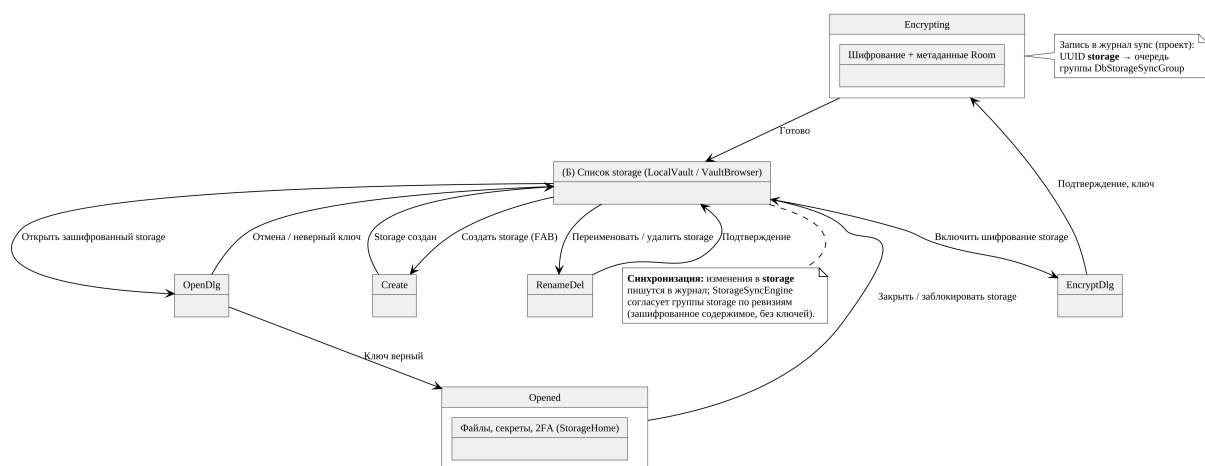 Encrypting
Шифрование + метаданные Room
Запись в журнал sync (проект):
UUID storage → очередь
группы DbStorageSyncGroup
Готово
(Б) Список storage (LocalVault / VaultBrowser)
Подтверждение, ключ
Открыть зашифрованный storage
Отмена / неверный ключ
Storage создан
Создать storage (FAB)
Переименовать / удалить storage
Подтверждение
Включить шифрование storage
OpenDlg
Create
RenameDel
Синхронизация: изменения в storage
пишутся в журнал; StorageSyncEngine
согласует группы storage по ревизиям
(зашифрованное содержимое, без ключей).
Закрыть / заблокировать storage
EncryptDlg
Ключ верный
Opened
Файлы, секреты, 2FA (StorageHome)